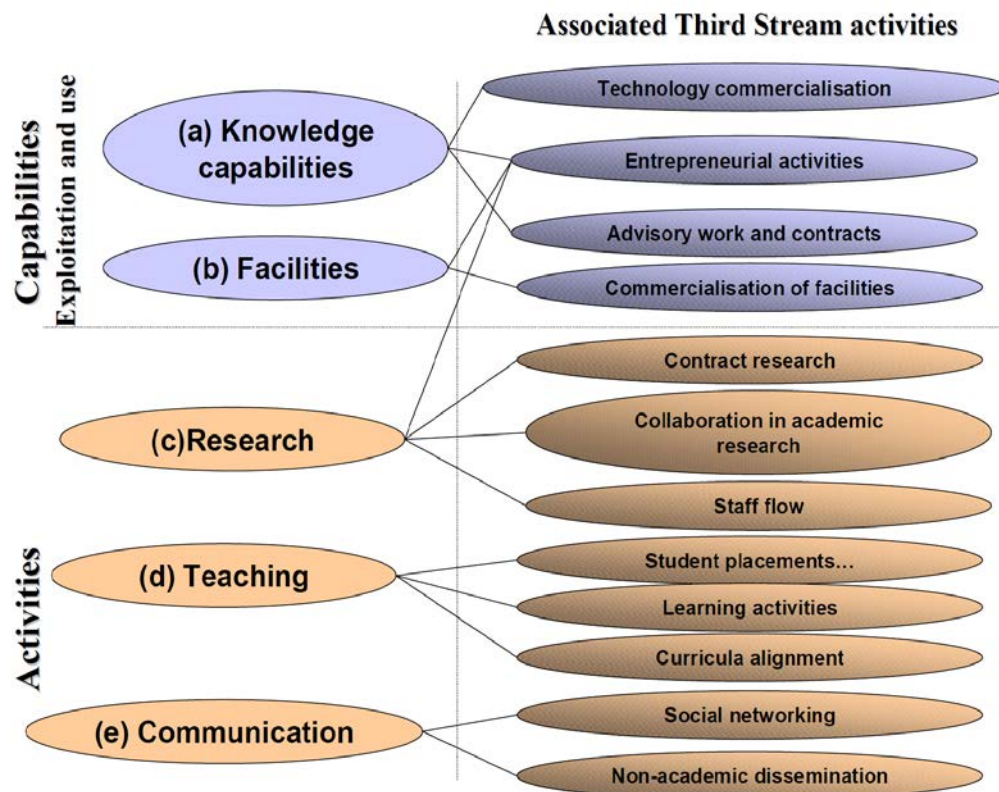 Associated Third Stream activities
Capabilities
Exploitation and use
(a) Knowledge
capabilities
(b) Facilities
Technology commercialisation
Entrepreneurial activities
Advisory work and contracts
Commercialisation of facilities
Activities
(c)Research
(d) Teaching
(e) Communication
Contract research
Collaboration in academic
research
Staff flow
Student placements...
Learning activities
Curricula alignment
Social networking
Non-academic dissemination